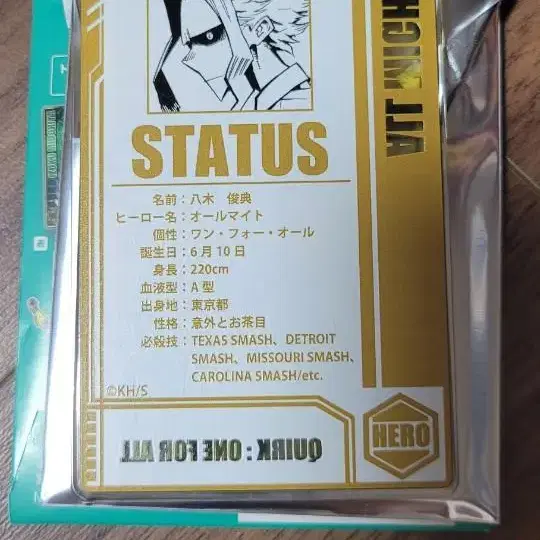 STATUS
名前：八木　俊典
ヒーロー名：オールマイト
個性：ワン・フォー・オール
誕生日：6月10日
身長：220cm
血液型：A型
出身地：東京都
性格：意外とお茶目
必殺技：TEXAS SMASH、DETROIT
SMASH、MISSOURI SMASH、
CAROLINA SMASH/etc.
©KH/S
QUIRK : ONE FOR ALL
HERO
ALL MIGHT